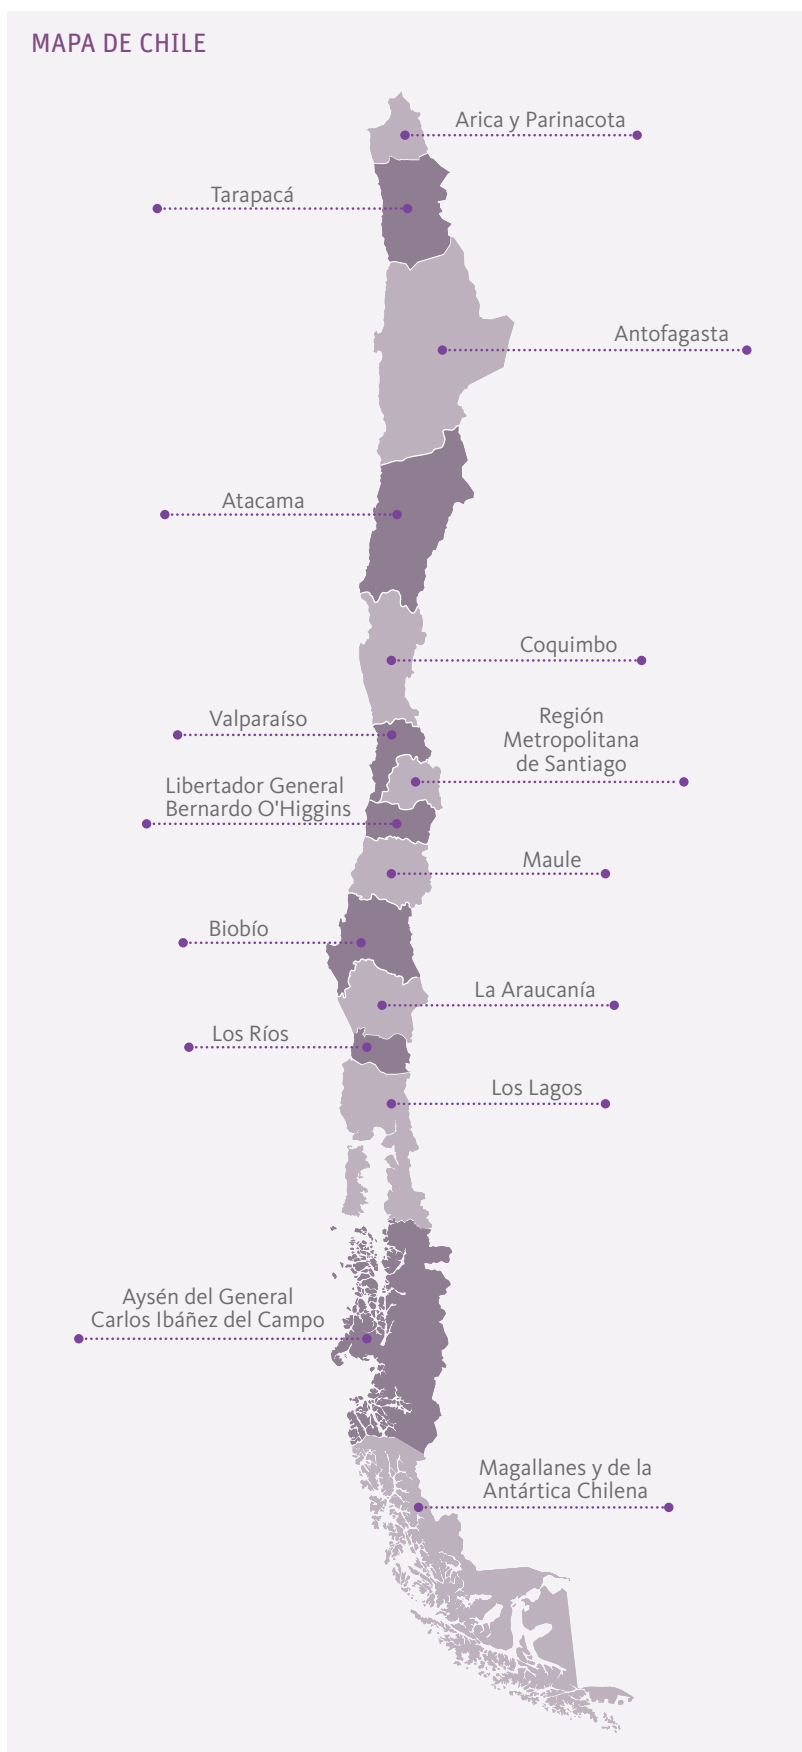 MAPA DE CHILE
Arica y Parinacota
Tarapacá
Antofagasta
Atacama
Coquimbo
Valparaíso
Región
Metropolitana
de Santiago
Libertador General
Bernardo O'Higgins
Maule
Biobío
La Araucanía
Los Ríos
Los Lagos
Aysén del General
Carlos Ibáñez del Campo
Magallanes y de la
Antártica Chilena